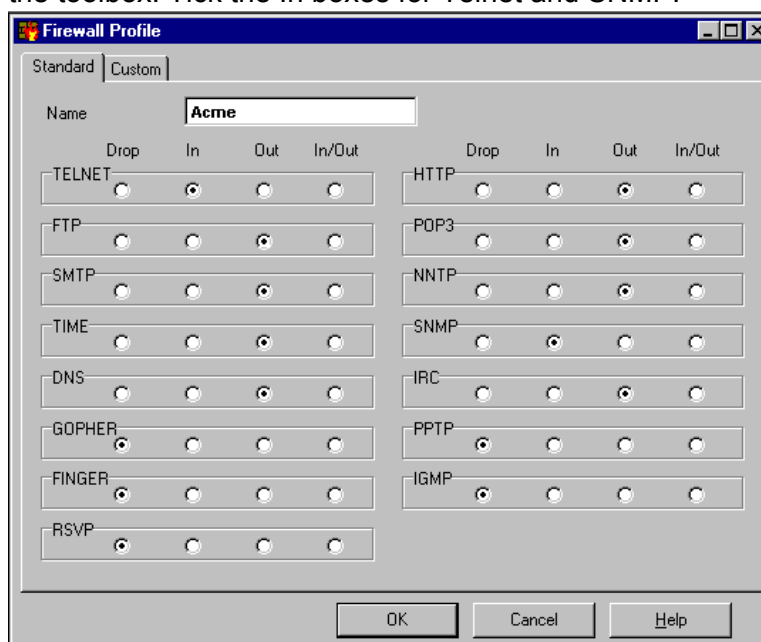 the toolbox. Tick the In boxes for Telnet and SNMP.
Firewall Profile
Standard Custom
Name Acme
Drop In Out In/Out Drop In Out In/Out
TELNET HTTP
FTP POP3
SMTP NNTP
TIME SNMP
DNS IRC
GOPHER PPTP
FINGER IGMP
RSVP
OK Cancel Help